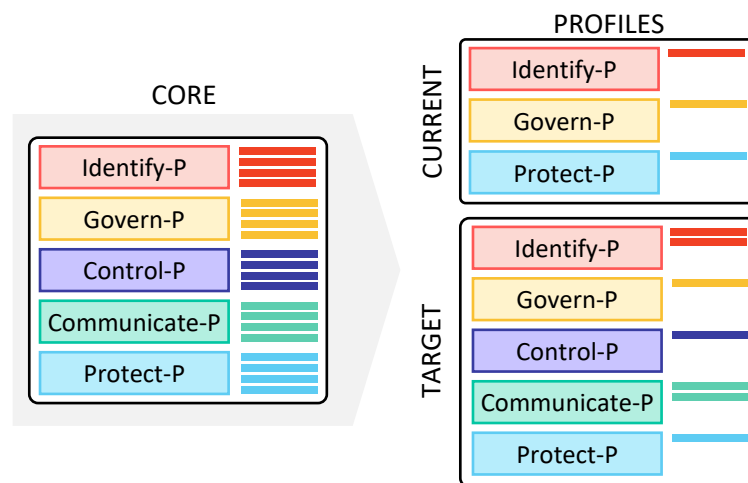 CORE
Identify-P
Govern-P
Control-P
Communicate-P
Protect-P
PROFILES
CURRENT
Identify-P
Govern-P
Protect-P
TARGET
Identify-P
Govern-P
Control-P
Communicate-P
Protect-P